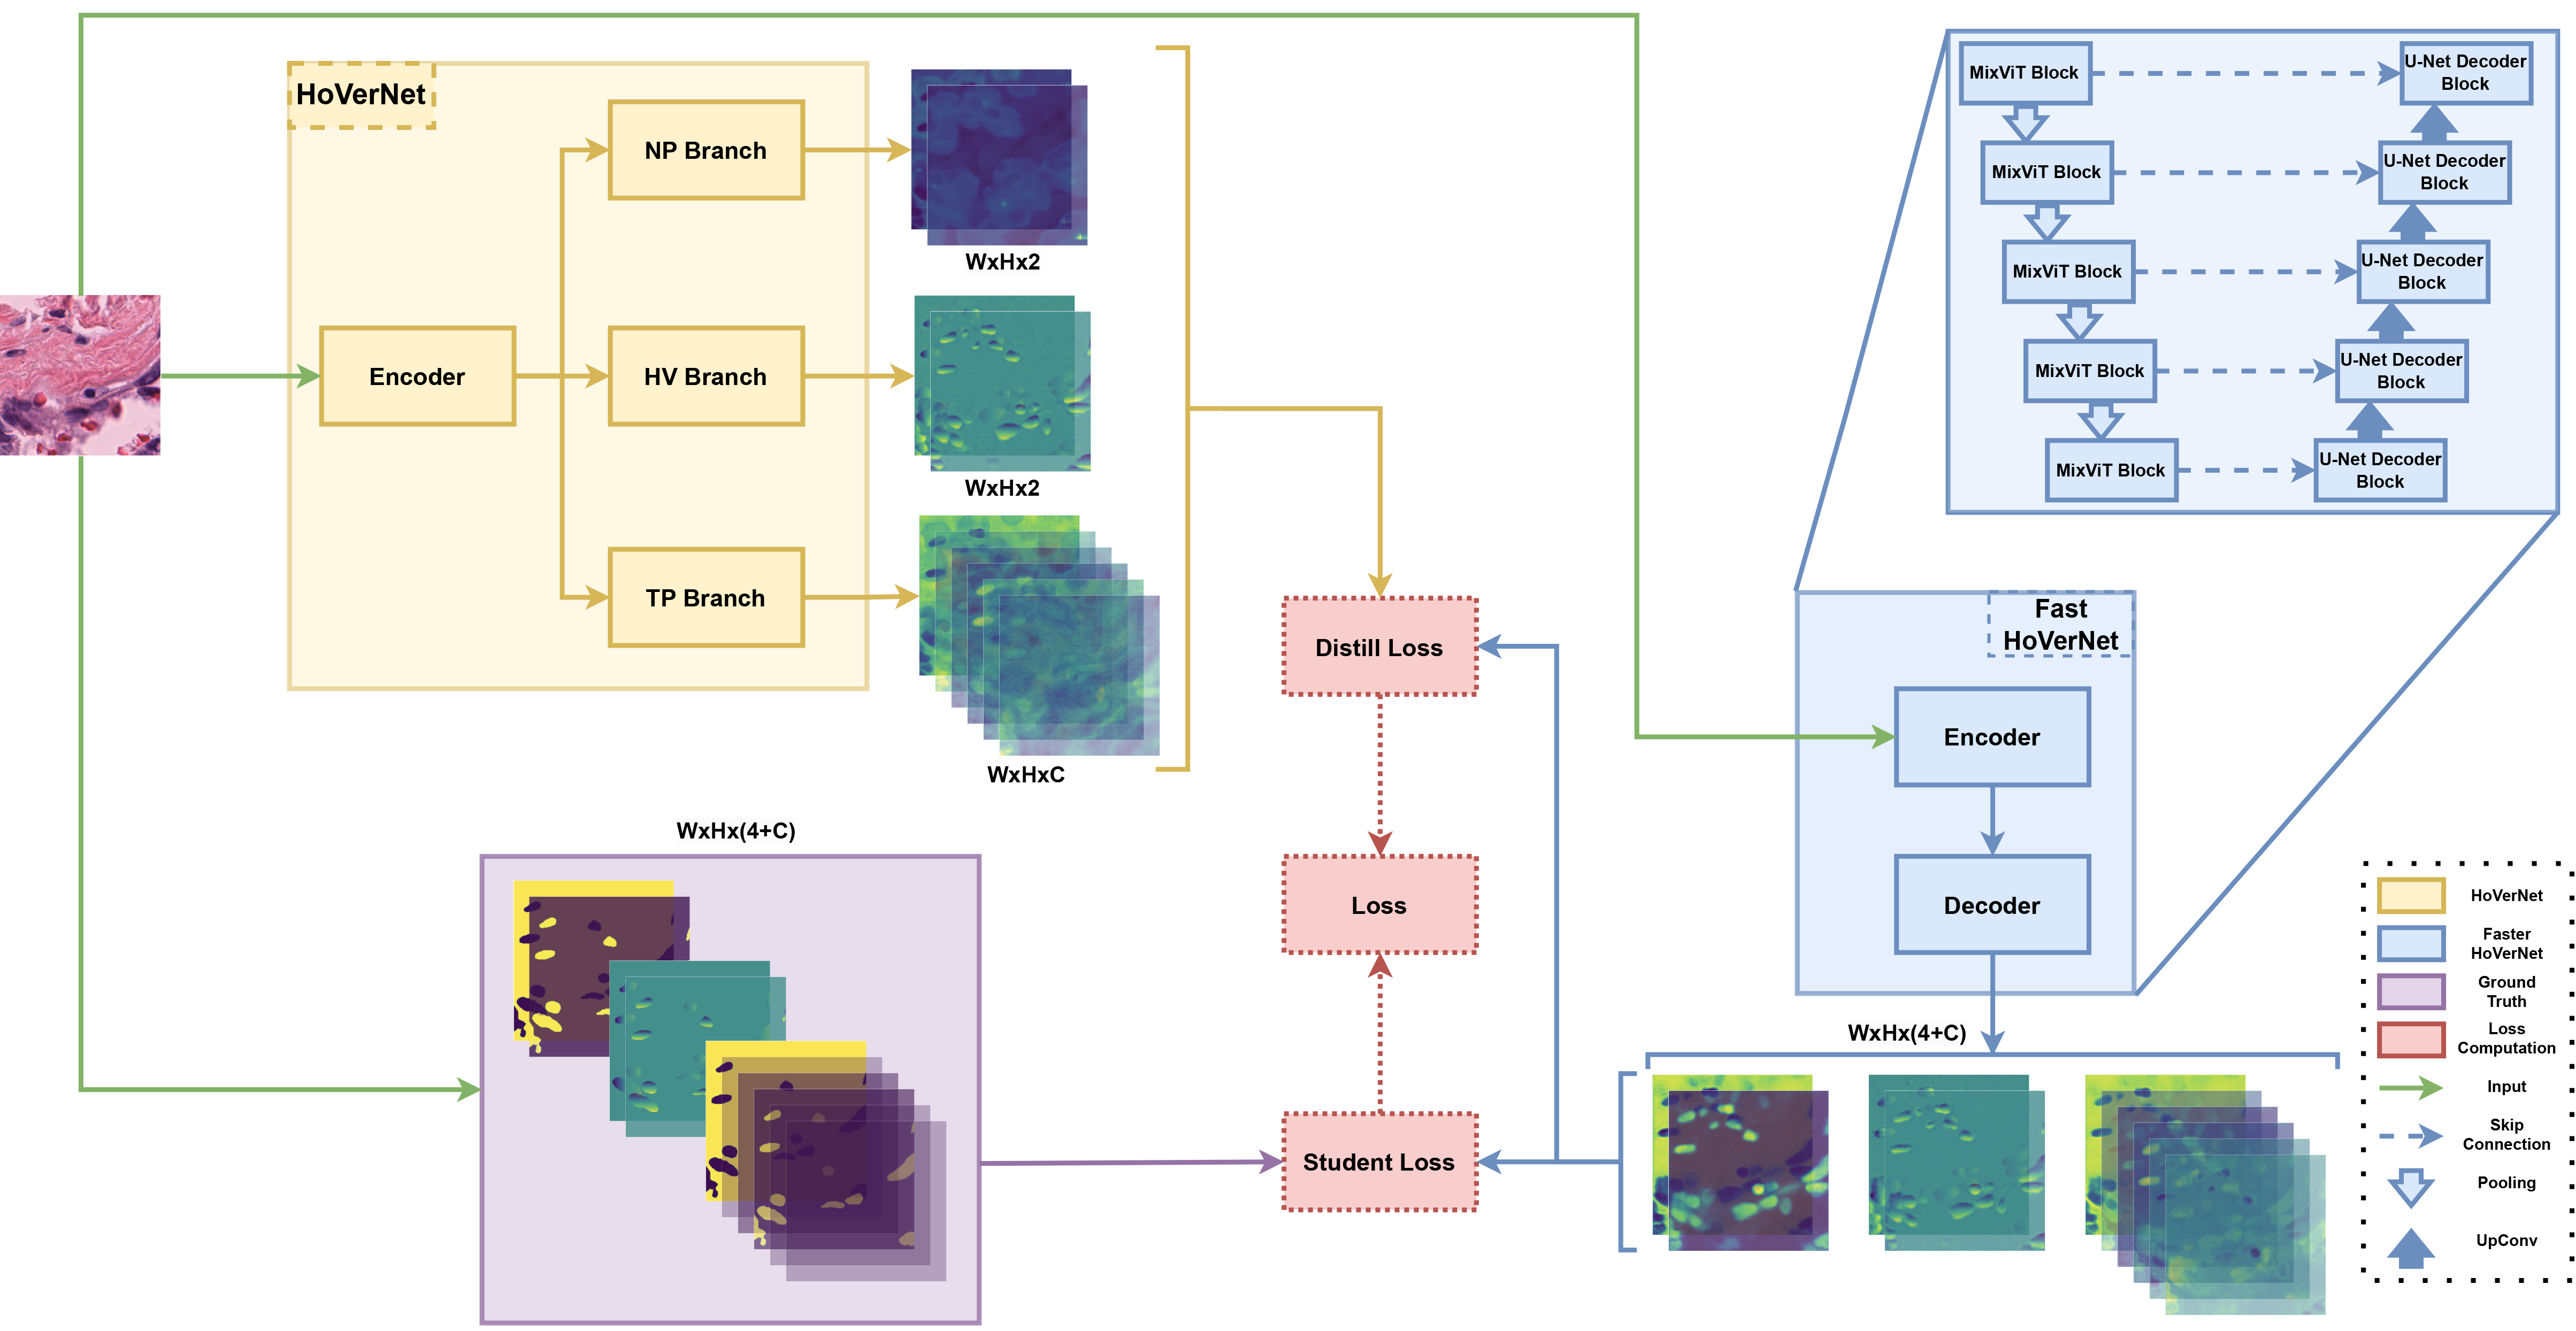 HoVerNet
NP Branch
Encoder
HV Branch
TP Branch
WxHx2
WxHx2
WxHxC
WxHx(4+C)
Distill Loss
Loss
Student Loss
MixViT Block
U-Net Decoder
Block
MixViT Block
U-Net Decoder
Block
MixViT Block
U-Net Decoder
Block
MixViT Block
U-Net Decoder
Block
MixViT Block
U-Net Decoder
Block
Fast
HoVerNet
Encoder
Decoder
WxHx(4+C)
HoVerNet
Faster
HoVerNet
Ground
Truth
Loss
Computation
Input
Skip
Connection
Pooling
UpConv